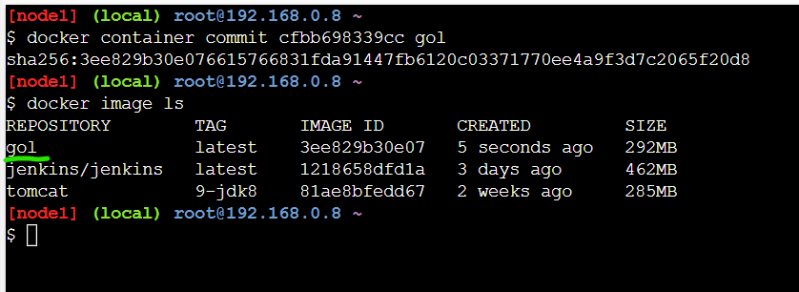 [node1] (local) root@192.168.0.8 ~
$ docker container commit cfbb698339cc gol
sha256:3ee829b30e076615766831fda91447fb6120c03371770ee4a9f3d7c2065f20d8
[node1] (local) root@192.168.0.8 ~
$ docker image ls
REPOSITORY TAG IMAGE ID CREATED SIZE
gol latest 3ee829b30e07 5 seconds ago 292MB
jenkins/jenkins latest 1218658dfd1a 3 days ago 462MB
tomcat 9-jdk8 81ae8bfedd67 2 weeks ago 285MB
[node1] (local) root@192.168.0.8 ~
$